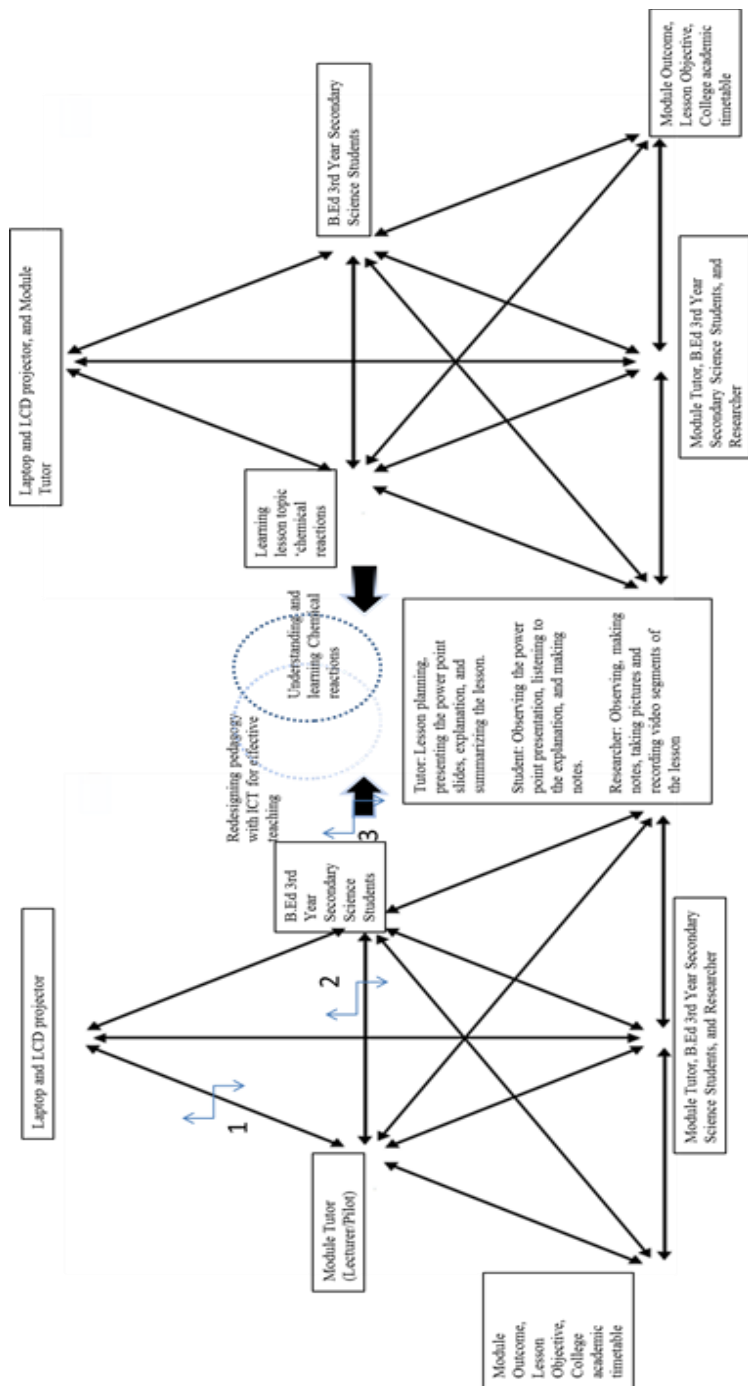 Laptop and LCD projector
Module Tutor
(Lecturer/Pilot)
B.Ed 3rd
Year
Secondary
Science
Students
1
2
3
Module
Outcome,
Lesson
Objective,
College
academic
timetable
Module Tutor, B.Ed 3rd Year Secondary
Science Students, and Researcher
Redesigning pedagogy
with ICT for effective
teaching
Understanding and
learning Chemical
reactions
Tutor: Lesson planning,
presenting the power point
slides, explanation, and
summarizing the lesson.
Student: Observing the power
point presentation, listening to
the explanation, and making
notes.
Researcher: Observing, making
notes, taking pictures and
recording video segments of
the lesson
Laptop and LCD projector, and Module
Tutor
Learning
lesson topic
‘chemical
reactions
B.Ed 3rd Year Secondary
Science Students
Module Tutor, B.Ed 3rd Year
Secondary Science Students, and
Researcher
Module Outcome,
Lesson Objective,
College academic
timetable